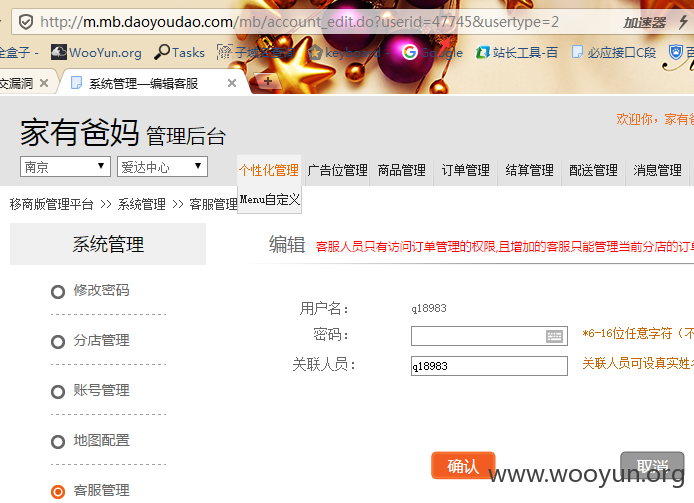 http://m.mb.daoyoudao.com/mb/account_edit.do?userid=47745&usertype=2 加速器
全盒子 WooYun.org Tasks 子域名 keyboard Google 站长工具-百 必应接口C段 百
交漏洞 系统管理—编辑客服
家有爸妈 管理后台
欢迎你，家有爸
南京 爱达中心
个性化管理 广告位管理 商品管理 订单管理 结算管理 配送管理 消息管理
Menu自定义
移商版管理平台 >> 系统管理 >> 客服管理
系统管理
修改密码
分店管理
账号管理
地图配置
客服管理
编辑 客服人员只有访问订单管理的权限,且增加的客服只能管理当前分店的订单
用户名： q18983
密码： *6-16位任意字符（不
关联人员： q18983 关联人员可设真实姓名
确认 取消
www.wooyun.org